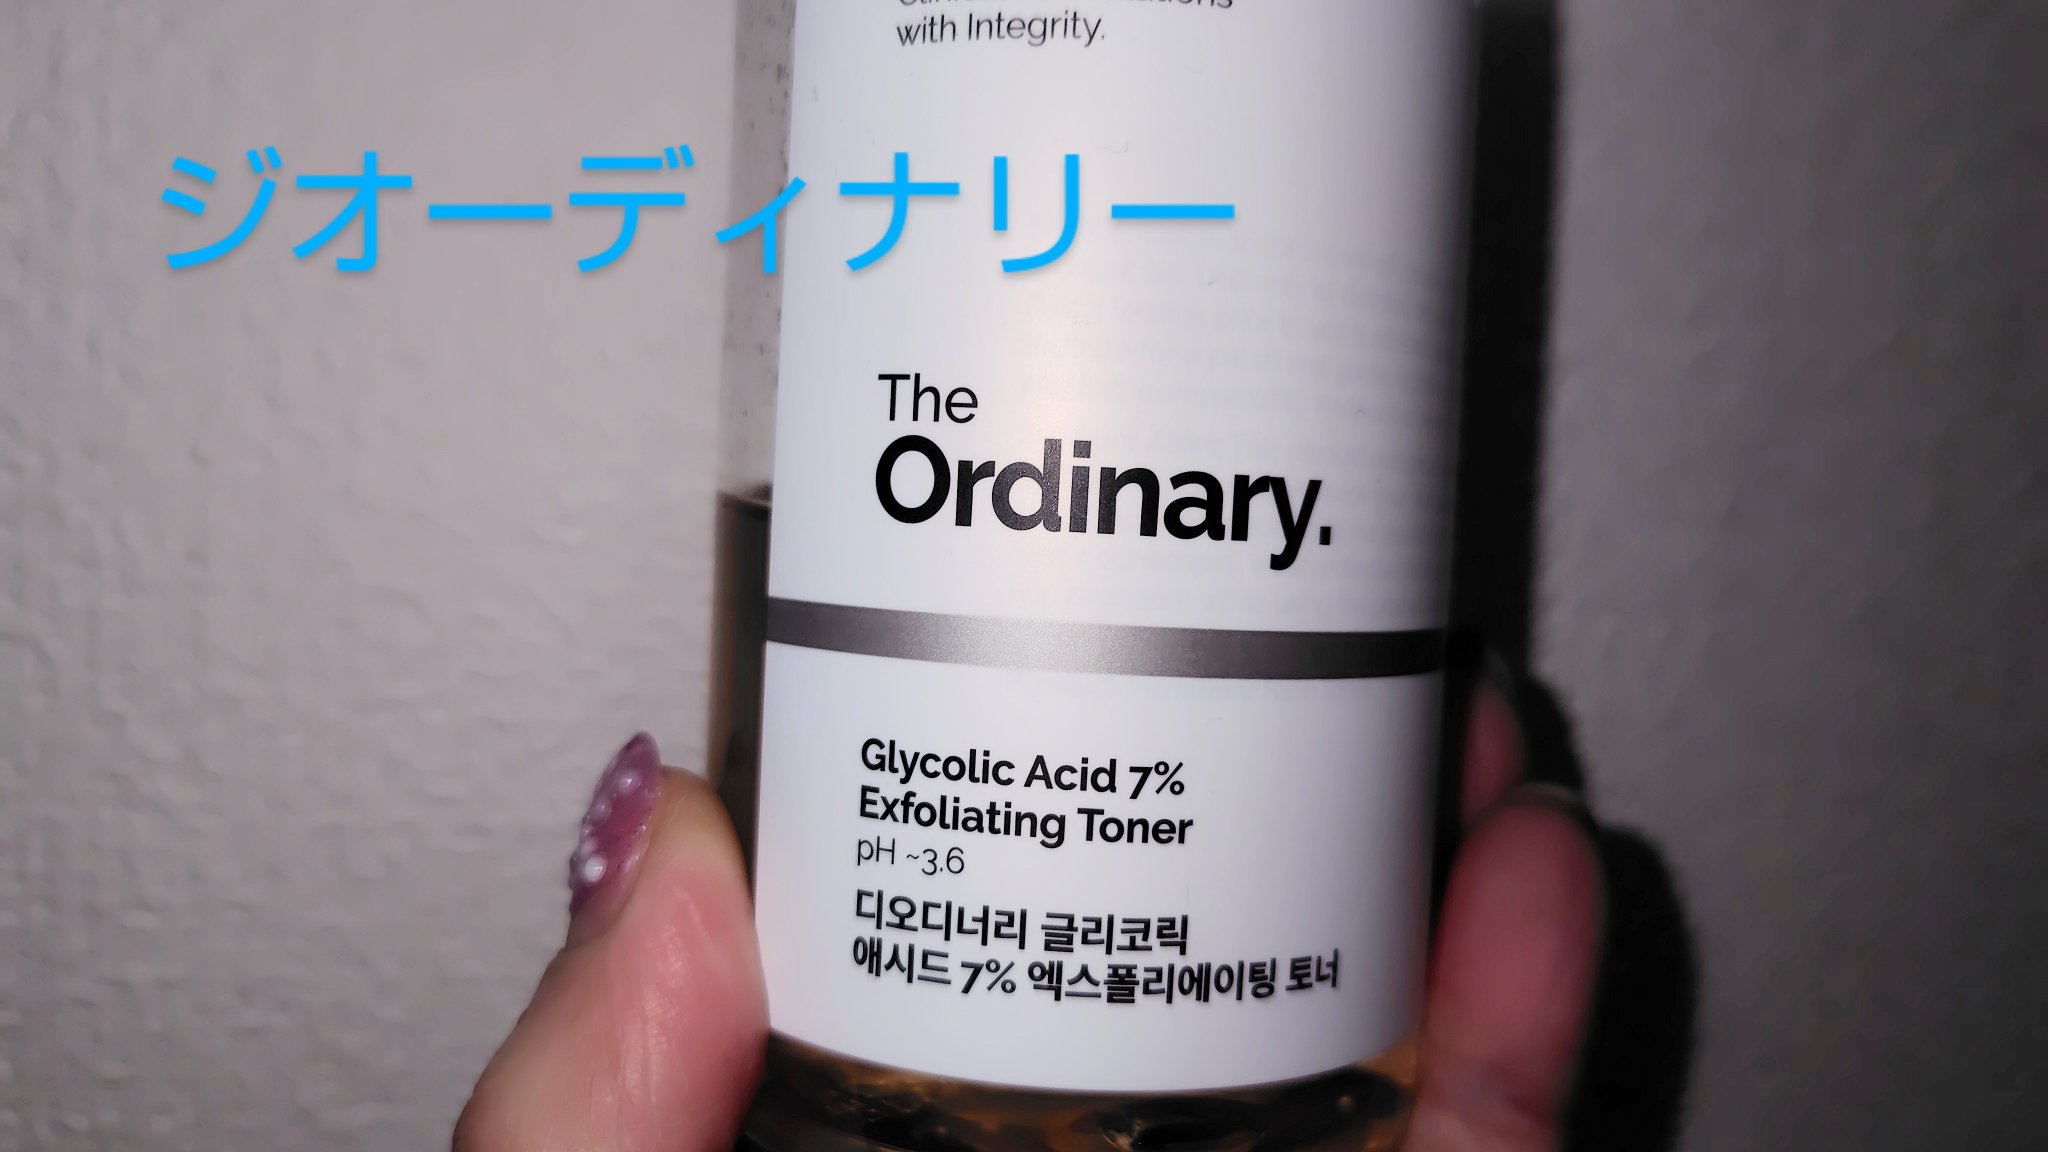 with Integrity.
ジオーディナリー
The
Ordinary.
Glycolic Acid 7%
Exfoliating Toner
pH ~3.6
디오디너리 글리코릭
애시드 7% 엑스폴리에이팅 토너